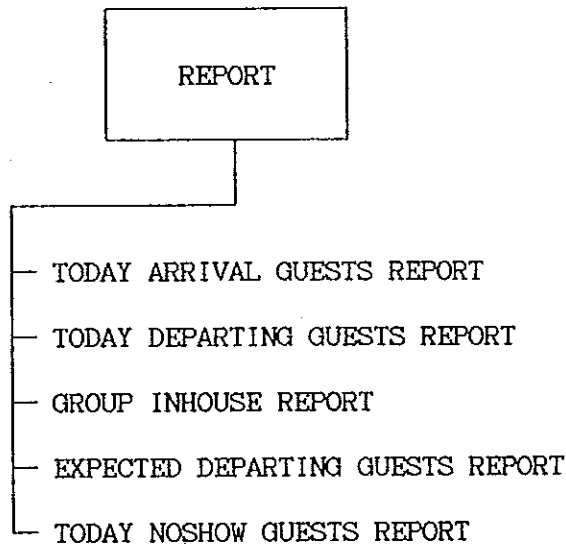 REPORT
TODAY ARRIVAL GUESTS REPORT
TODAY DEPARTING GUESTS REPORT
GROUP INHOUSE REPORT
EXPECTED DEPARTING GUESTS REPORT
TODAY NOSHOW GUESTS REPORT